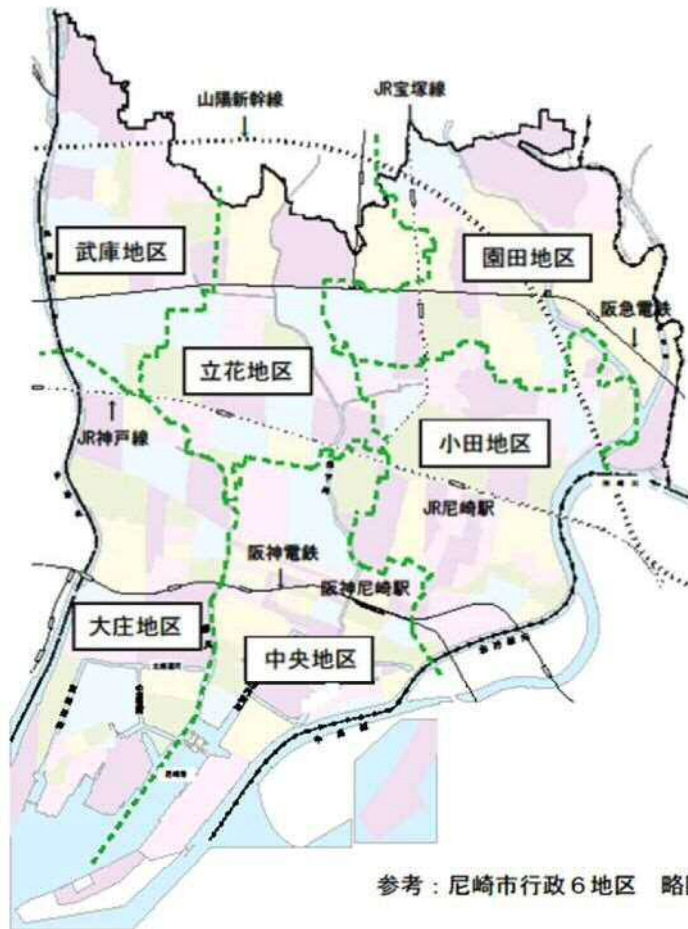 山陽新幹線
JR宝塚線
武庫地区
園田地区
阪急電鉄
立花地区
JR神戸線
小田地区
JR尼崎駅
阪神電鉄
阪神尼崎駅
大庄地区
中央地区
参考：尼崎市行政６地区　略